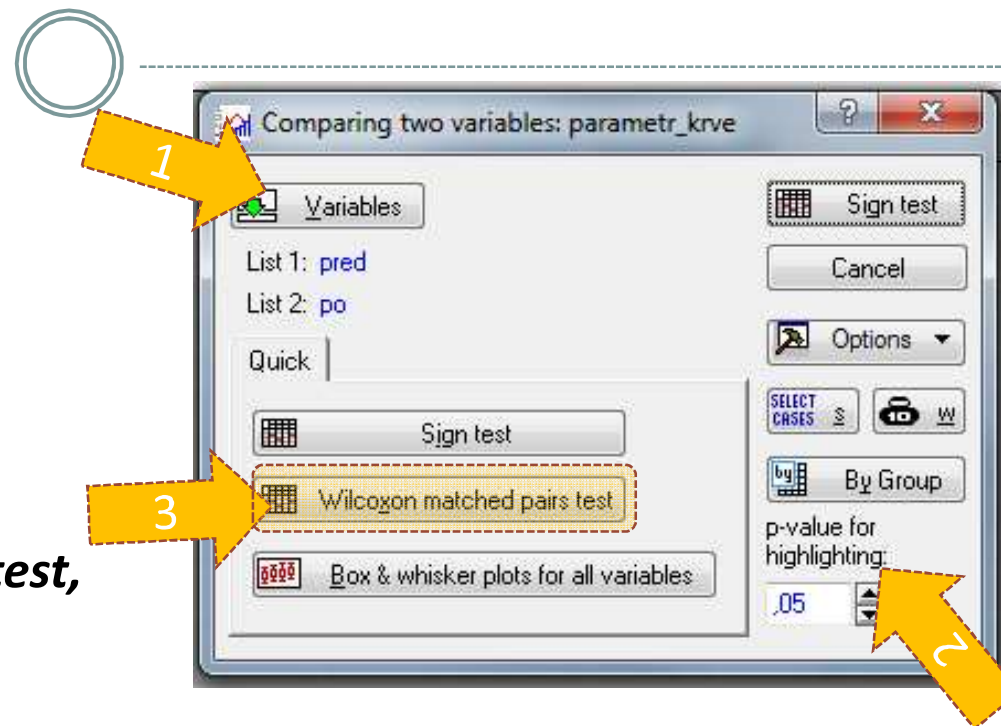 1
Comparing two variables: parametr_krve
Variables
Sign test
List 1: pred
Cancel
List 2: po
Options
Quick
SELECT CASES S
W
Sign test
By Group
3
Wilcoxon matched pairs test
p-value for
highlighting:
test,
Box & whisker plots for all variables
,05
2